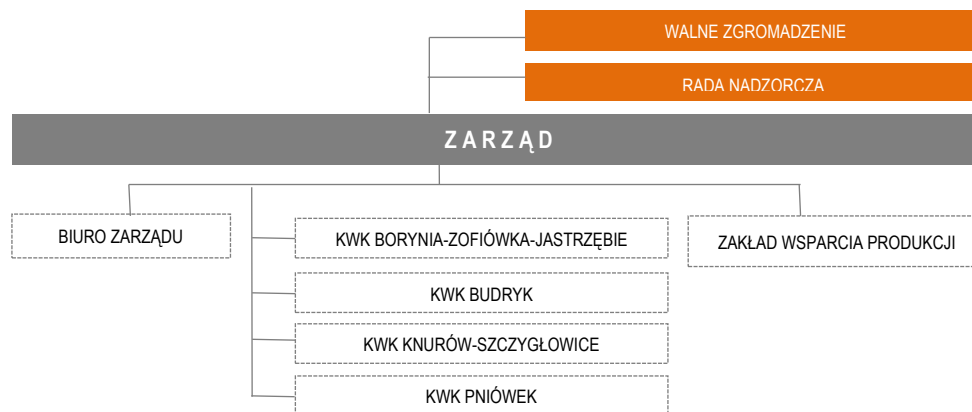 WALNE ZGROMADZENIE
RADA NADZORCZA
ZARZĄD
BIURO ZARZĄDU
KWK BORYNIA-ZOFIÓWKA-JASTRZĘBIE
ZAKŁAD WSPARCIA PRODUKCJI
KWK BUDRYK
KWK KNURÓW-SZCZYGŁOWICE
KWK PNIÓWEK